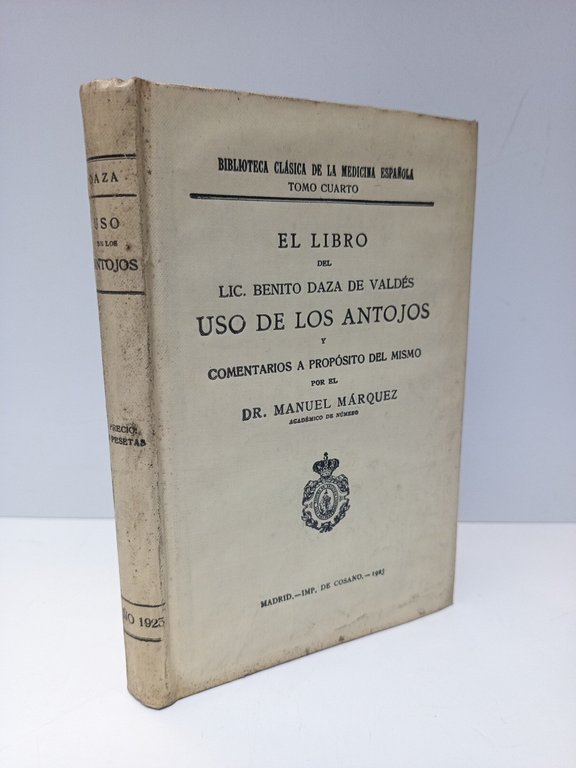 BIBLIOTECA CLÁSICA DE LA MEDICINA ESPAÑOLA
TOMO CUARTO
EL LIBRO
DEL
LIC. BENITO DAZA DE VALDÉS
USO DE LOS ANTOJOS
Y
COMENTARIOS A PROPÓSITO DEL MISMO
POR EL
DR. MANUEL MÁRQUEZ
ACADÉMICO DE NÚMERO
MADRID.—IMP. DE COSANO.—1923
DAZA
USO
DE LOS
ANTOJOS
PRECIO:
PESETAS
AÑO 1923